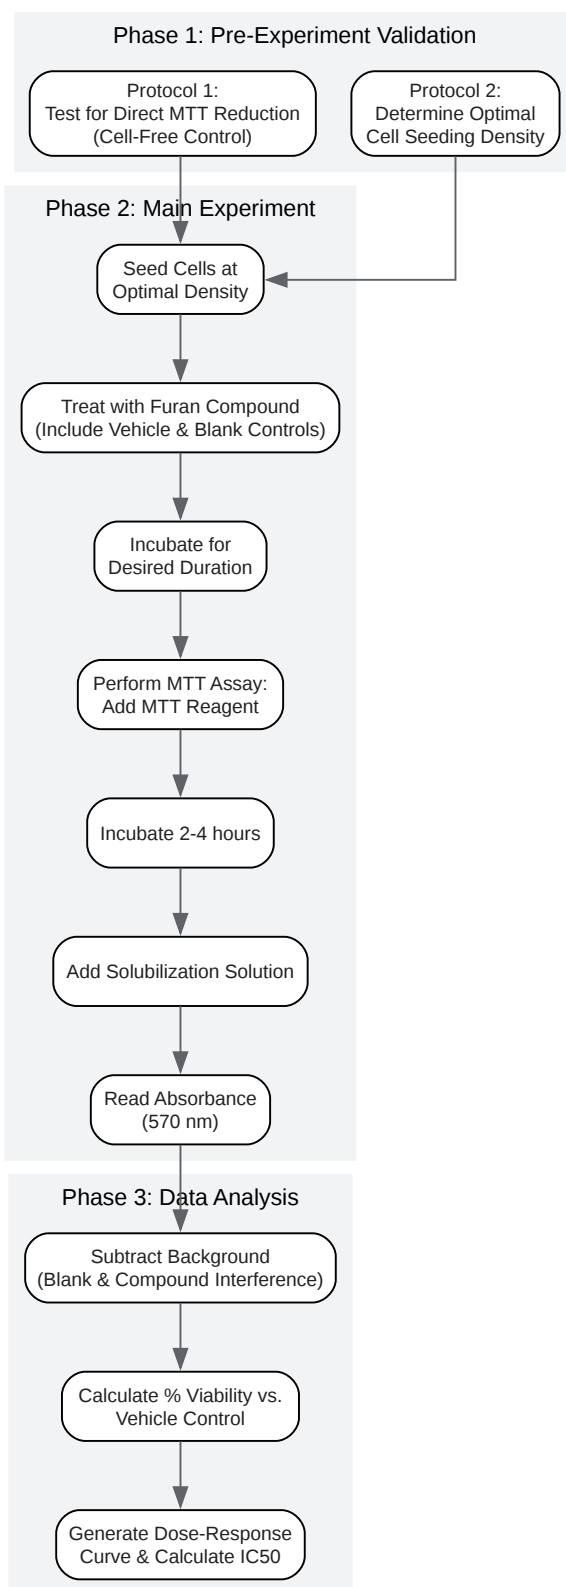 Phase 1: Pre-Experiment Validation
Protocol 1:
Test for Direct MTT Reduction
(Cell-Free Control)
Protocol 2:
Determine Optimal
Cell Seeding Density
Phase 2: Main Experiment
Seed Cells at
Optimal Density
Treat with Furan Compound
(Include Vehicle & Blank Controls)
Incubate for
Desired Duration
Perform MTT Assay:
Add MTT Reagent
Incubate 2-4 hours
Add Solubilization Solution
Read Absorbance
(570 nm)
Phase 3: Data Analysis
Subtract Background
(Blank & Compound Interference)
Calculate % Viability vs.
Vehicle Control
Generate Dose-Response
Curve & Calculate IC50